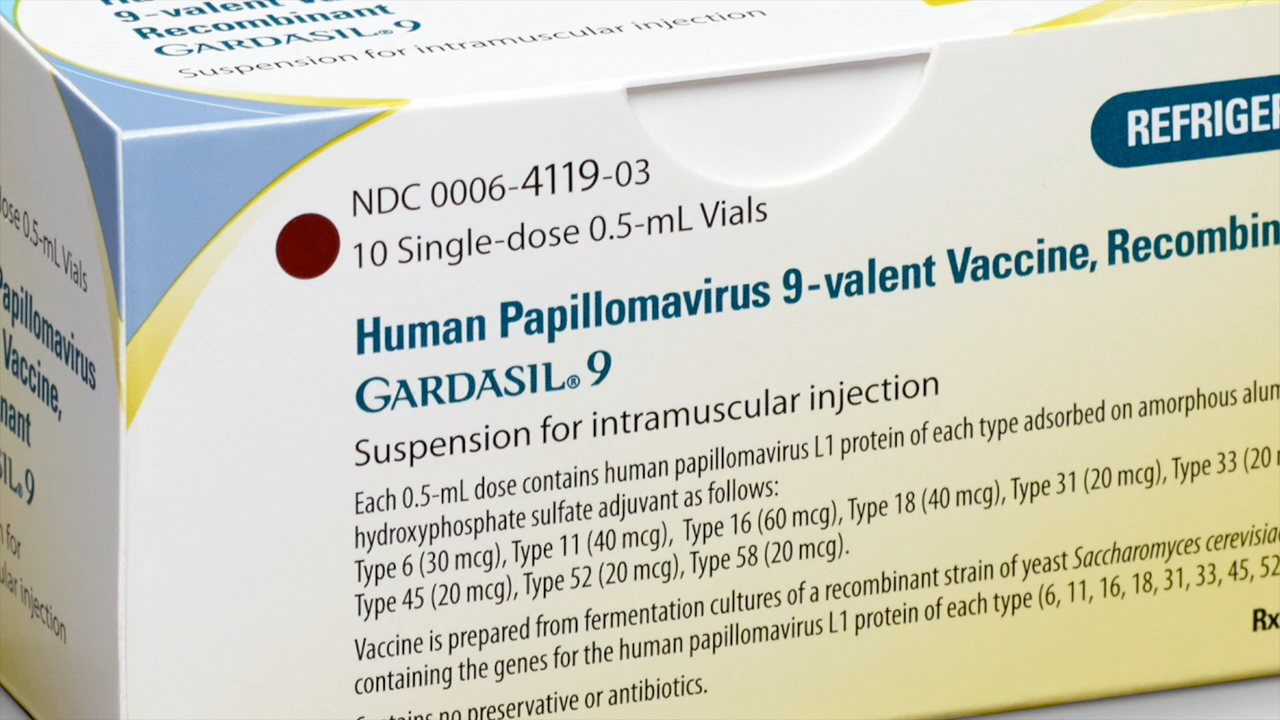 9-valent
Recombinant
GARDASIL® 9
Suspension for intramuscular injection
REFRIGE
NDC 0006-4119-03
10 Single-dose 0.5-mL Vials
Human Papillomavirus 9-valent Vaccine, Recombin
GARDASIL® 9
Suspension for intramuscular injection
Each 0.5-mL dose contains human papillomavirus L1 protein of each type adsorbed on amorphous alum
hydroxyphosphate sulfate adjuvant as follows:
Type 6 (30 mcg), Type 11 (40 mcg), Type 16 (60 mcg), Type 18 (40 mcg), Type 31 (20 mcg), Type 33 (20
Type 45 (20 mcg), Type 52 (20 mcg), Type 58 (20 mcg).
Vaccine is prepared from fermentation cultures of a recombinant strain of yeast Saccharomyces cerevisia
containing the genes for the human papillomavirus L1 protein of each type (6, 11, 16, 18, 31, 33, 45, 52
Rx
Contains no preservative or antibiotics.
ose 0.5-mL Vials
apillomavirus
Vaccine,
nant
SIL® 9
for
ular injection